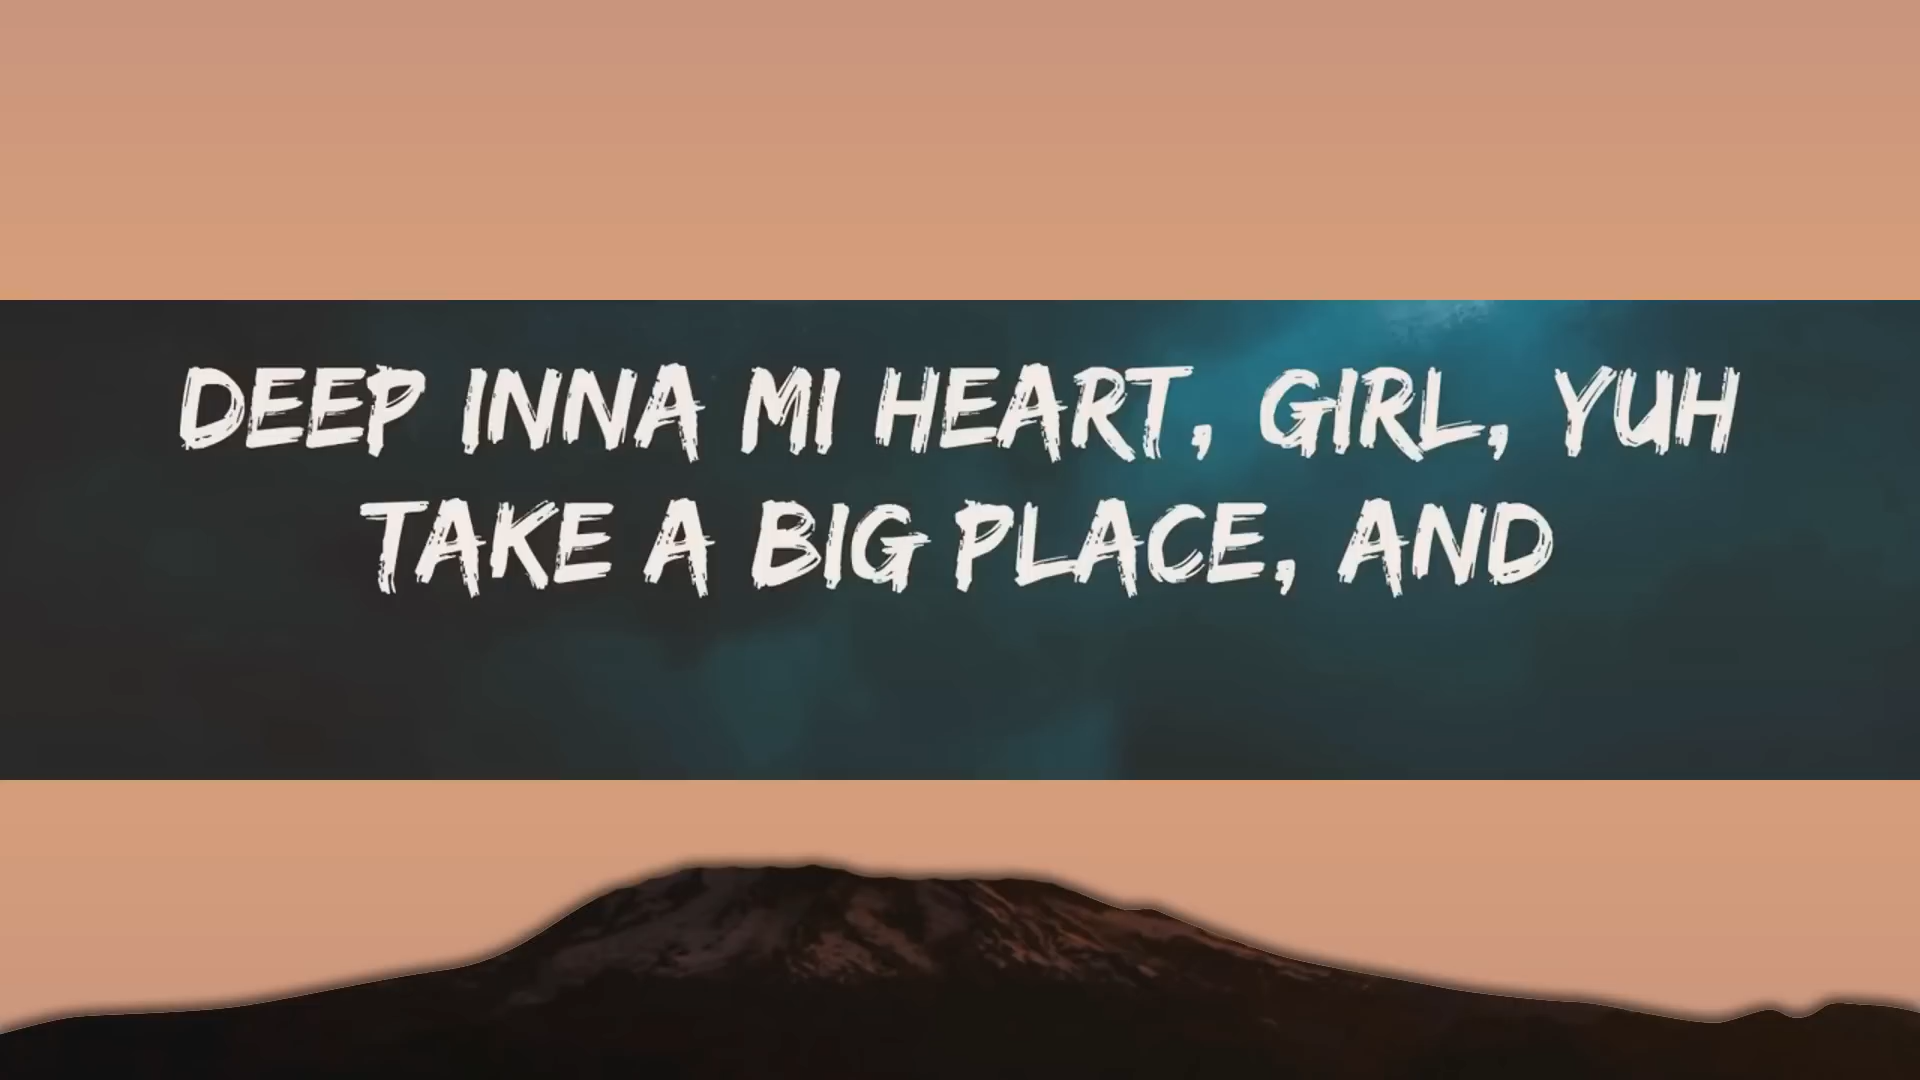 DEEP INNA MI HEART, GIRL, YUH
TAKE A BIG PLACE, AND